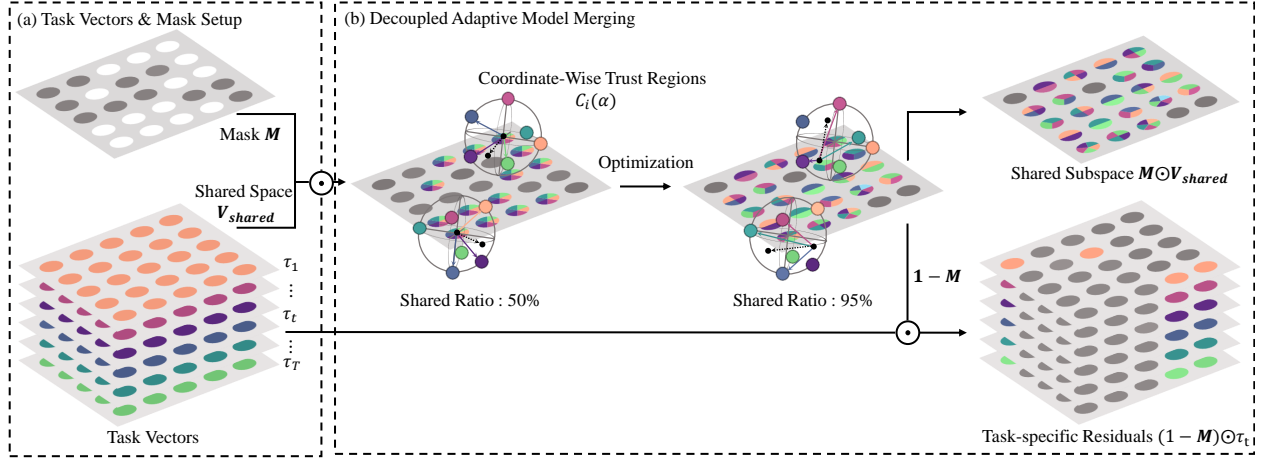 (a) Task Vectors & Mask Setup
Mask M
Shared Space
V_shared
τ_1
⋮
τ_t
⋮
τ_T
Task Vectors
(b) Decoupled Adaptive Model Merging
Coordinate-Wise Trust Regions
C_i(α)
Optimization
Shared Ratio : 50%
Shared Ratio : 95%
1 − M
Shared Subspace M⊙V_shared
Task-specific Residuals (1 − M)⊙τ_t